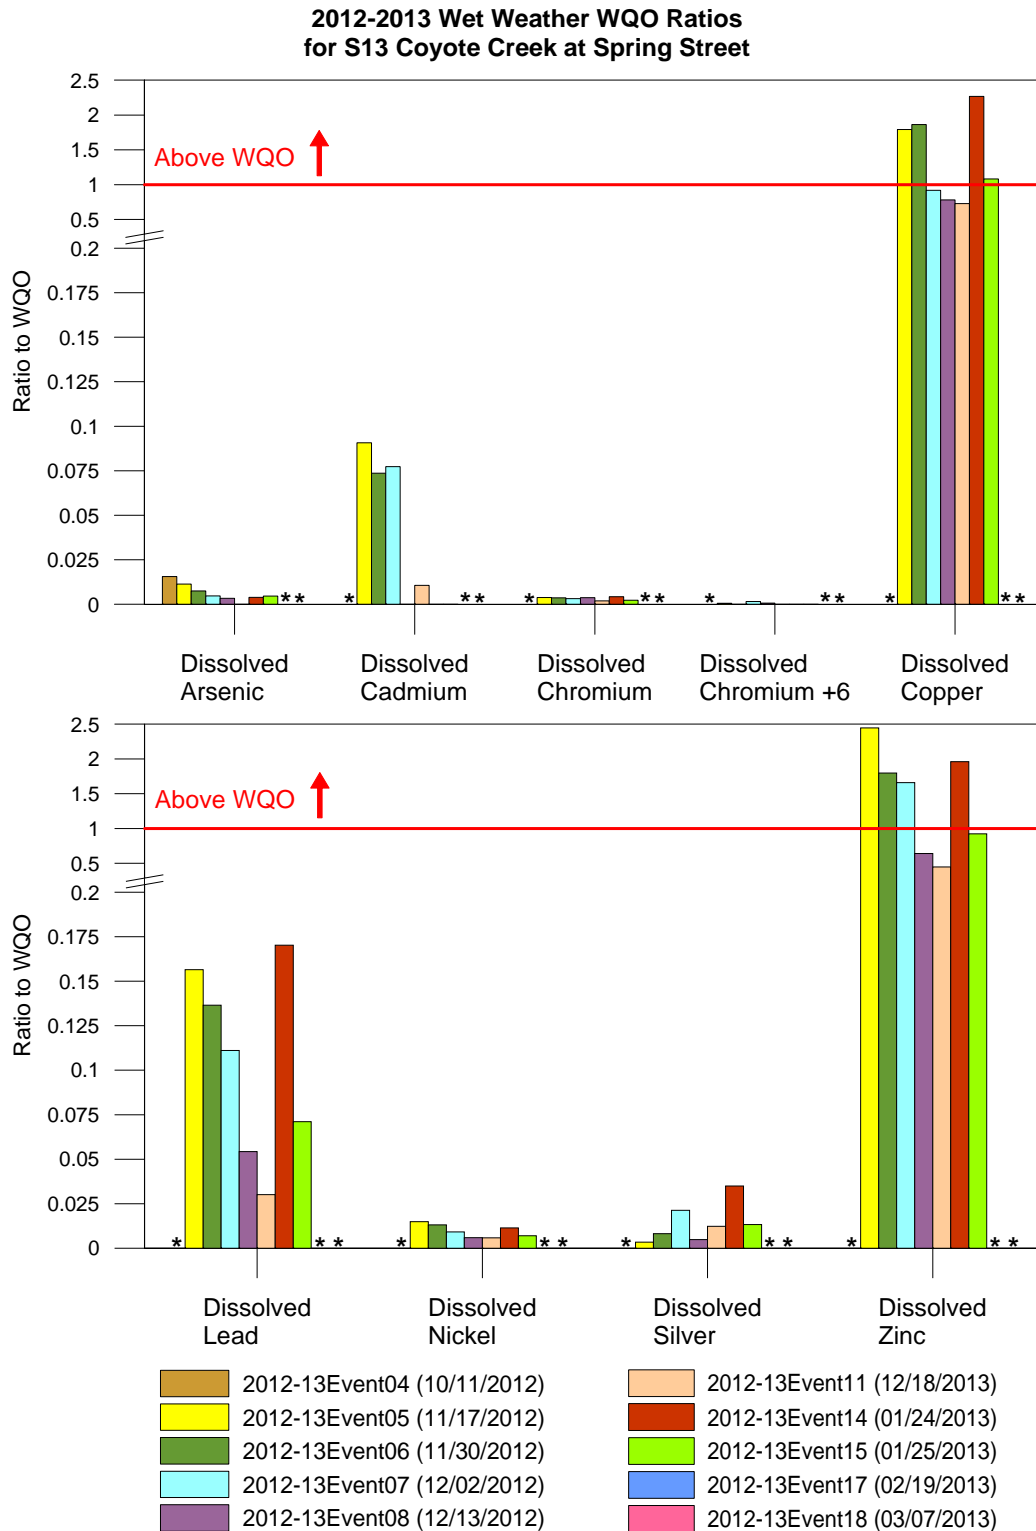 2012-2013 Wet Weather WQO Ratios
for S13 Coyote Creek at Spring Street
2.5
2
1.5
1
0.5
0.2
0.175
0.15
0.125
0.1
0.075
0.05
0.025
0
Ratio to WQO
Above WQO
* * * * * * * * * * * * * *
Dissolved
Arsenic
Dissolved
Cadmium
Dissolved
Chromium
Dissolved
Chromium +6
Dissolved
Copper
2.5
2
1.5
1
0.5
0.2
0.175
0.15
0.125
0.1
0.075
0.05
0.025
0
Ratio to WQO
Above WQO
* * * * * * * * * * * *
Dissolved
Lead
Dissolved
Nickel
Dissolved
Silver
Dissolved
Zinc
2012-13Event04 (10/11/2012)
2012-13Event05 (11/17/2012)
2012-13Event06 (11/30/2012)
2012-13Event07 (12/02/2012)
2012-13Event08 (12/13/2012)
2012-13Event11 (12/18/2013)
2012-13Event14 (01/24/2013)
2012-13Event15 (01/25/2013)
2012-13Event17 (02/19/2013)
2012-13Event18 (03/07/2013)